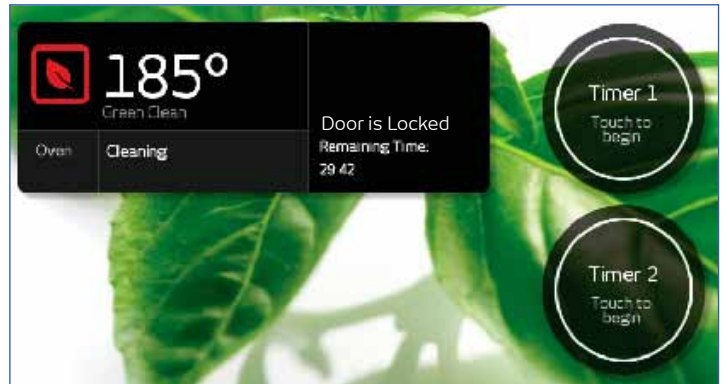 185°
Green Clean
Oven
Cleaning
Door is Locked
Remaining Time:
29 42
Timer 1
Touch to
begin
Timer 2
Touch to
begin